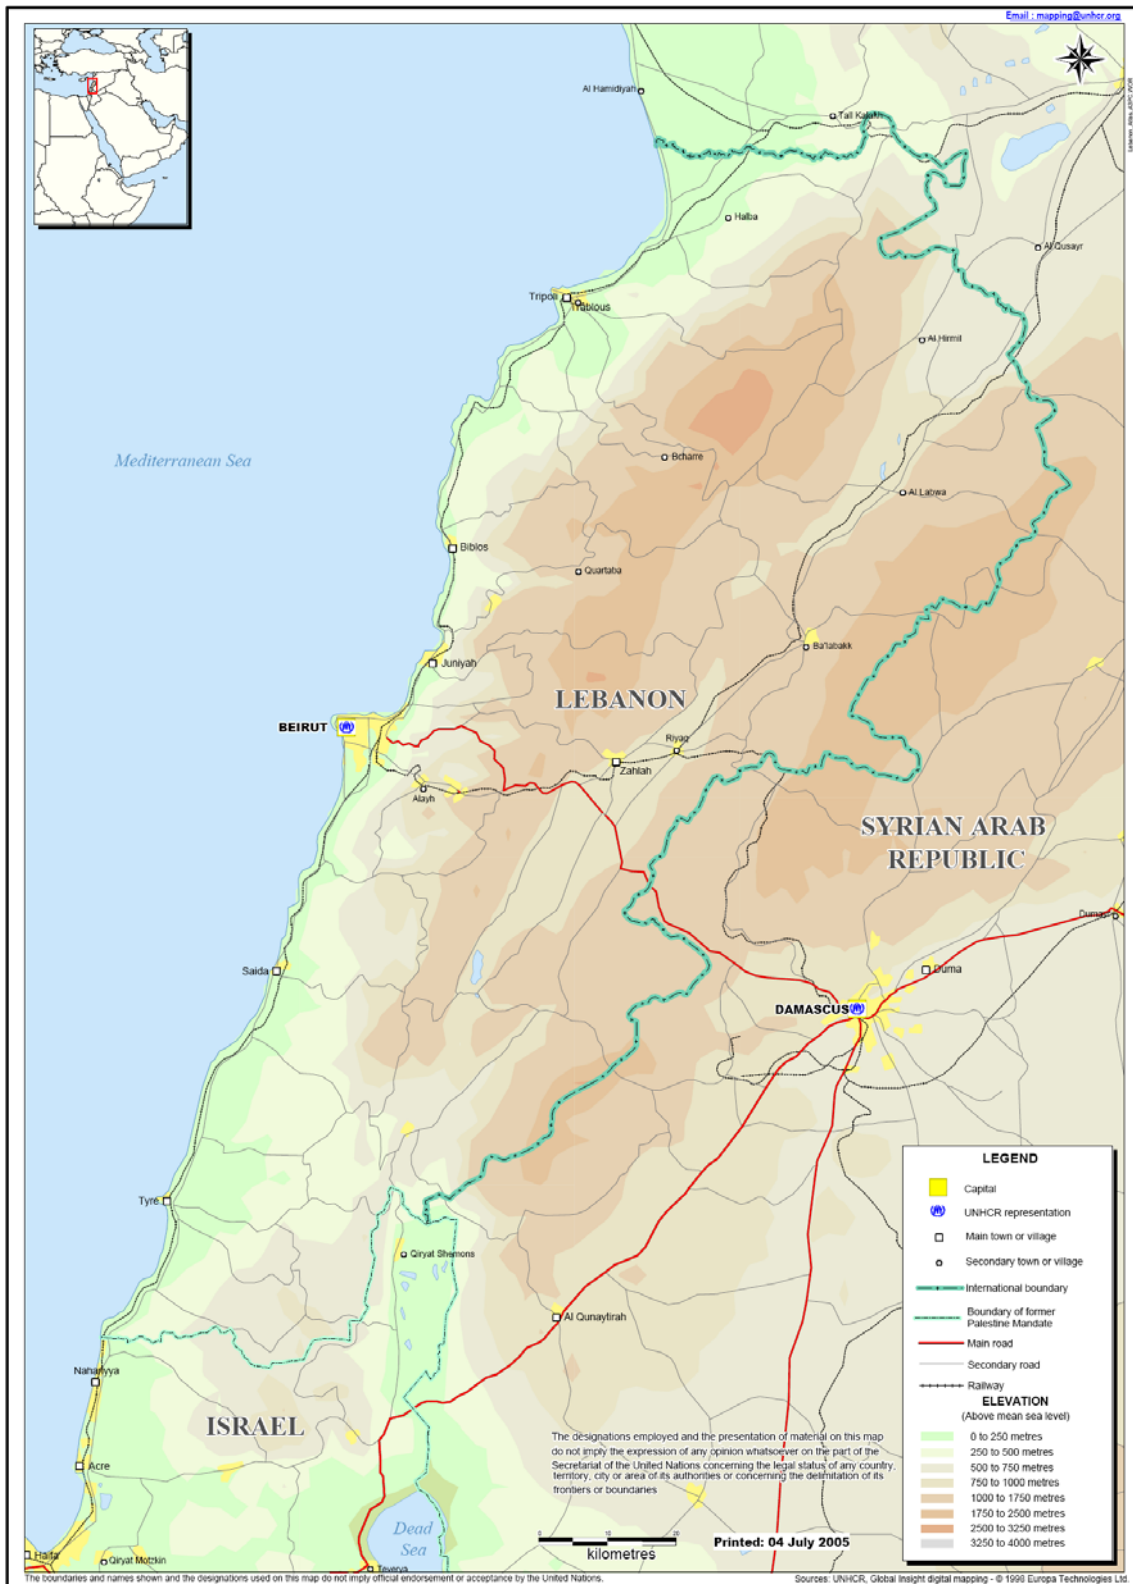 Email : mapping@unhcr.org
Al Hamidiyah
Tall Kalakh
Halba
Al Qusayr
Tripoli
Trablous
Al Hirmil
Mediterranean Sea
Bcharre
Al Labwa
Biblos
Quartaba
Ba'labakk
Juniyah
LEBANON
BEIRUT
Riyaq
Zahlah
Alayh
SYRIAN ARAB
REPUBLIC
Dumayr
Saida
Duma
DAMASCUS
Tyre
Qiryat Shemona
Al Qunaytirah
Nahariyya
ISRAEL
Acre
Dead
Sea
Haifa
Qiryat Motzkin
Teverya
LEGEND
Capital
UNHCR representation
Main town or village
Secondary town or village
International boundary
Boundary of former
Palestine Mandate
Main road
Secondary road
Railway
ELEVATION
(Above mean sea level)
0 to 250 metres
250 to 500 metres
500 to 750 metres
750 to 1000 metres
1000 to 1750 metres
1750 to 2500 metres
2500 to 3250 metres
3250 to 4000 metres
The designations employed and the presentation of material on this map
do not imply the expression of any opinion whatsoever on the part of the
Secretariat of the United Nations concerning the legal status of any country,
territory, city or area of its authorities or concerning the delimitation of its
frontiers or boundaries
0 10 20
kilometres
Printed: 04 July 2005
The boundaries and names shown and the designations used on this map do not imply official endorsement or acceptance by the United Nations.
Sources: UNHCR, Global Insight digital mapping - © 1998 Europa Technologies Ltd.